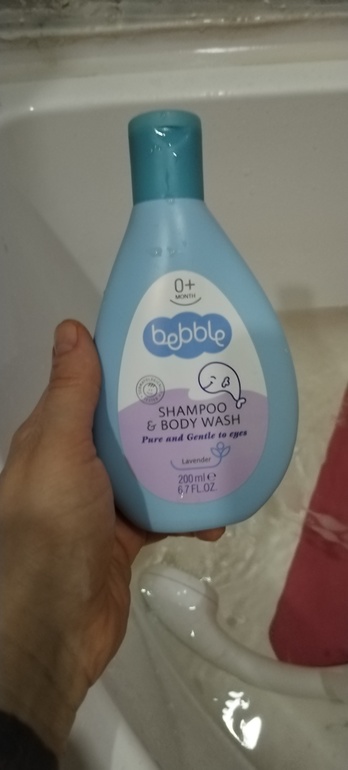 0+
MONTH
bebble
SHAMPOO
& BODY WASH
Pure and Gentle to eyes
Lavender
200 ml ℮
6.7 FL.OZ.